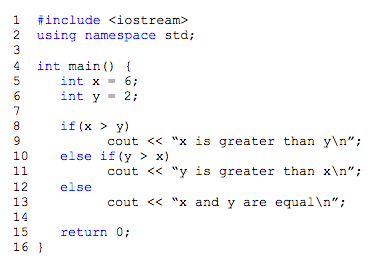 1 #include <iostream>
2 using namespace std;
3
4 int main() {
5 int x = 6;
6 int y = 2;
7
8 if(x > y)
9 cout << “x is greater than y\n”;
10 else if(y > x)
11 cout << “y is greater than x\n”;
12 else
13 cout << “x and y are equal\n”;
14
15 return 0;
16 }